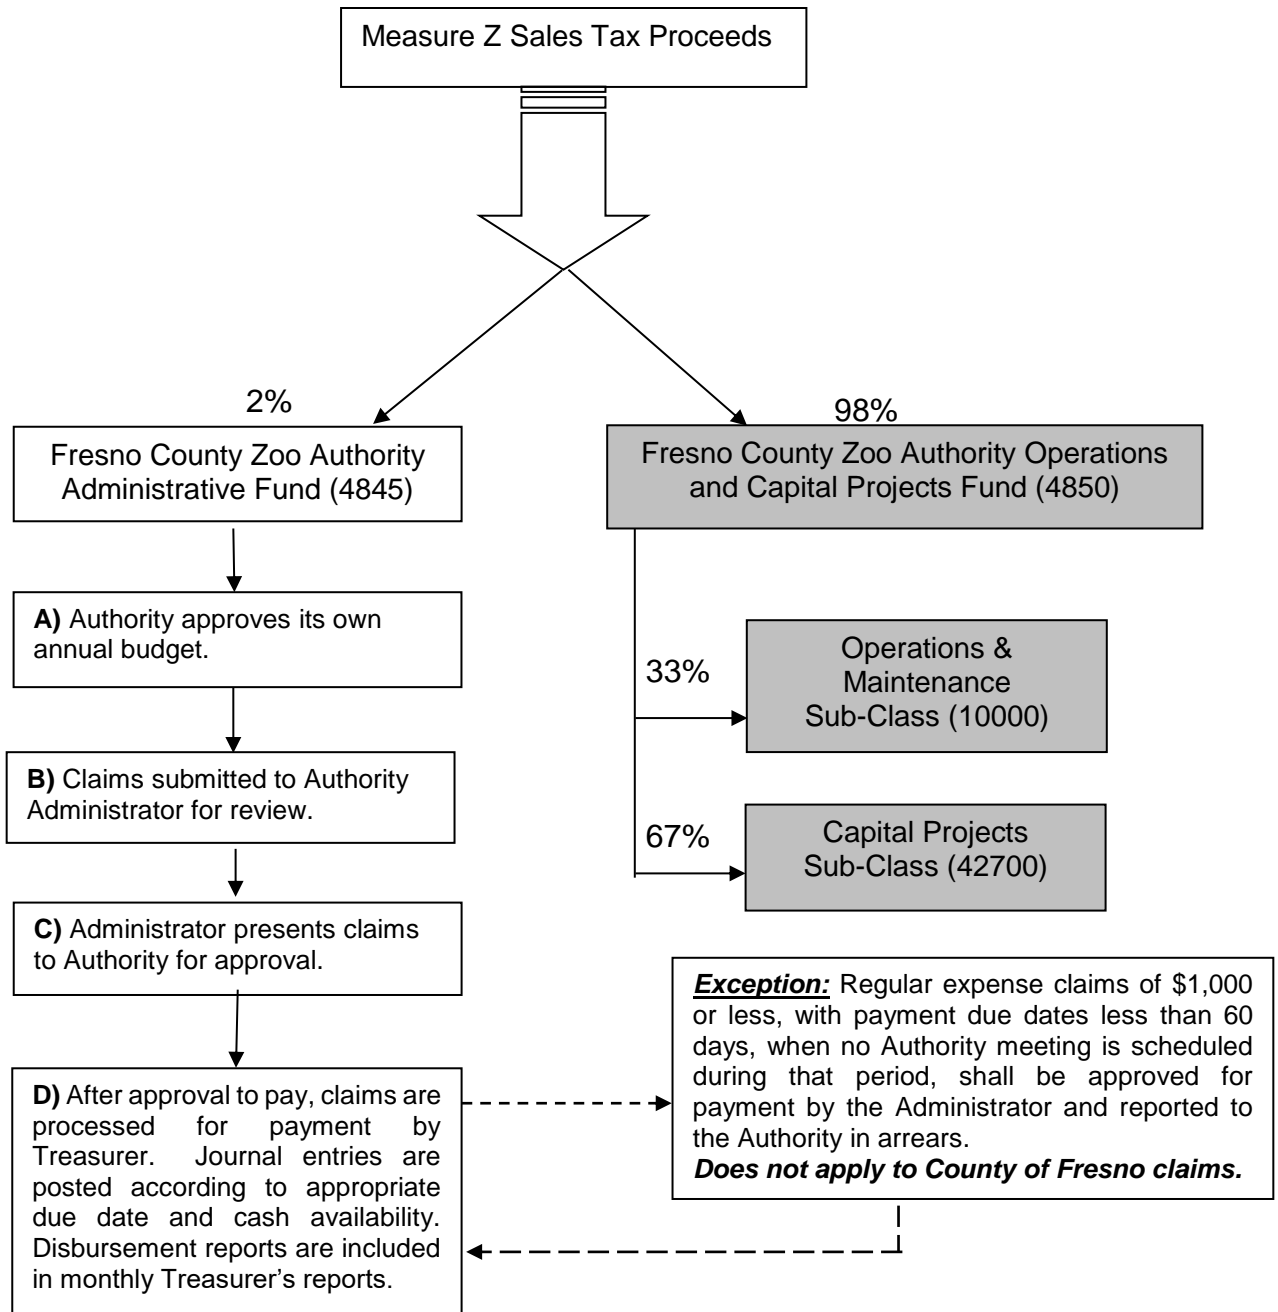 Measure Z Sales Tax Proceeds
2%
98%
Fresno County Zoo Authority
Administrative Fund (4845)
Fresno County Zoo Authority Operations
and Capital Projects Fund (4850)
A) Authority approves its own
annual budget.
33%
Operations &
Maintenance
Sub-Class (10000)
B) Claims submitted to Authority
Administrator for review.
67%
Capital Projects
Sub-Class (42700)
C) Administrator presents claims
to Authority for approval.
Exception: Regular expense claims of $1,000
or less, with payment due dates less than 60
days, when no Authority meeting is scheduled
during that period, shall be approved for
payment by the Administrator and reported to
the Authority in arrears.
Does not apply to County of Fresno claims.
D) After approval to pay, claims are
processed for payment by
Treasurer. Journal entries are
posted according to appropriate
due date and cash availability.
Disbursement reports are included
in monthly Treasurer’s reports.